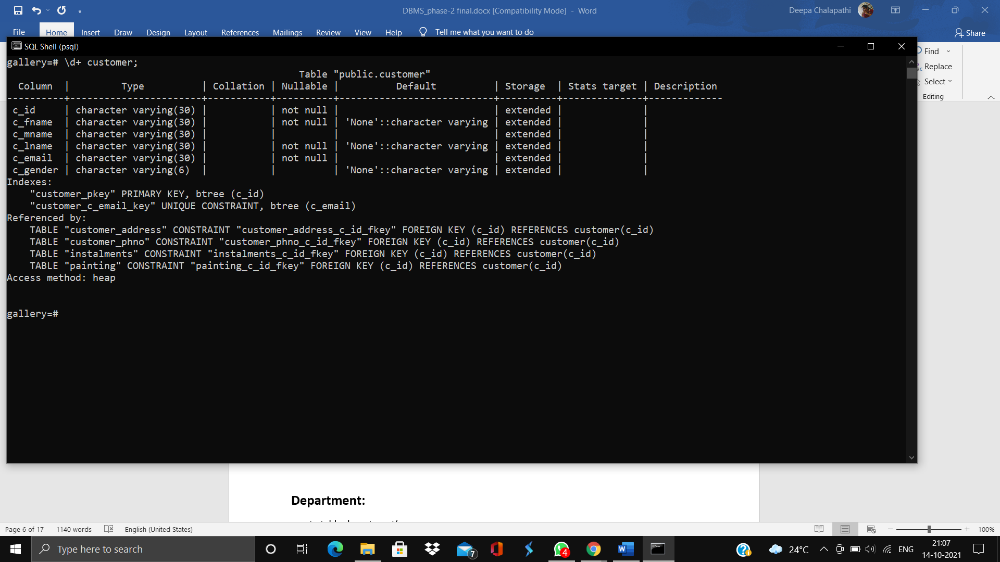 DBMS_phase-2 final.docx [Compatibility Mode] - Word
Deepa Chalapathi
File Home Insert Draw Design Layout References Mailings Review View Help Tell me what you want to do Share
SQL Shell (psql)
Find
Replace
Select
Editing
gallery=# \d+ customer;
                                                   Table "public.customer"
  Column  |         Type          | Collation | Nullable |          Default          | Storage  | Stats target | Description
----------+-----------------------+-----------+----------+---------------------------+----------+--------------+-------------
 c_id     | character varying(30) |           | not null |                           | extended |              |
 c_fname  | character varying(30) |           | not null | 'None'::character varying | extended |              |
 c_mname  | character varying(30) |           |          |                           | extended |              |
 c_lname  | character varying(30) |           | not null | 'None'::character varying | extended |              |
 c_email  | character varying(30) |           | not null |                           | extended |              |
 c_gender | character varying(6)  |           |          | 'None'::character varying | extended |              |
Indexes:
    "customer_pkey" PRIMARY KEY, btree (c_id)
    "customer_c_email_key" UNIQUE CONSTRAINT, btree (c_email)
Referenced by:
    TABLE "customer_address" CONSTRAINT "customer_address_c_id_fkey" FOREIGN KEY (c_id) REFERENCES customer(c_id)
    TABLE "customer_phno" CONSTRAINT "customer_phno_c_id_fkey" FOREIGN KEY (c_id) REFERENCES customer(c_id)
    TABLE "instalments" CONSTRAINT "instalments_c_id_fkey" FOREIGN KEY (c_id) REFERENCES customer(c_id)
    TABLE "painting" CONSTRAINT "painting_c_id_fkey" FOREIGN KEY (c_id) REFERENCES customer(c_id)
Access method: heap
gallery=#
Department:
Page 6 of 17 1140 words English (United States) 100%
Type here to search
7
4
24°C
ENG
21:07
14-10-2021